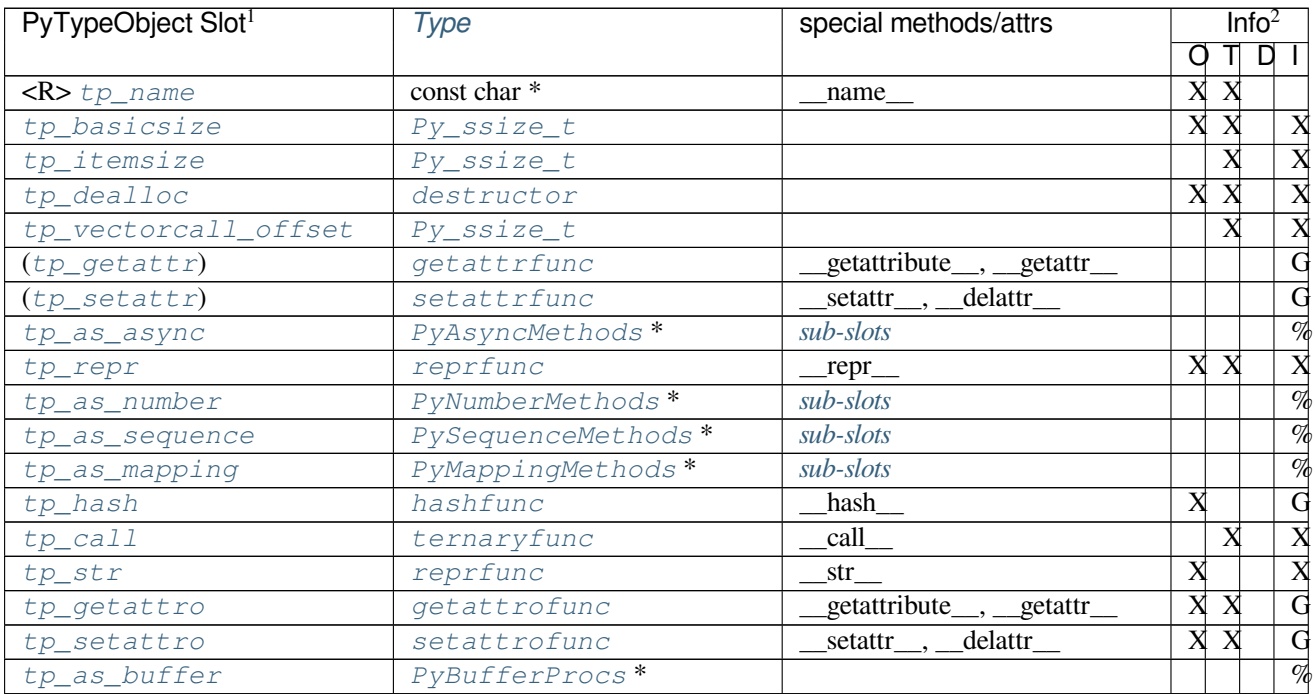 PyTypeObject Slot¹ Type special methods/attrs Info²
O T D I
<R> tp_name const char * __name__ X X
tp_basicsize Py_ssize_t X X X
tp_itemsize Py_ssize_t X X
tp_dealloc destructor X X X
tp_vectorcall_offset Py_ssize_t X X
(tp_getattr) getattrfunc __getattribute__, __getattr__ G
(tp_setattr) setattrfunc __setattr__, __delattr__ G
tp_as_async PyAsyncMethods * sub-slots %
tp_repr reprfunc __repr__ X X X
tp_as_number PyNumberMethods * sub-slots %
tp_as_sequence PySequenceMethods * sub-slots %
tp_as_mapping PyMappingMethods * sub-slots %
tp_hash hashfunc __hash__ X G
tp_call ternaryfunc __call__ X X
tp_str reprfunc __str__ X X
tp_getattro getattrofunc __getattribute__, __getattr__ X X G
tp_setattro setattrofunc __setattr__, __delattr__ X X G
tp_as_buffer PyBufferProcs * %